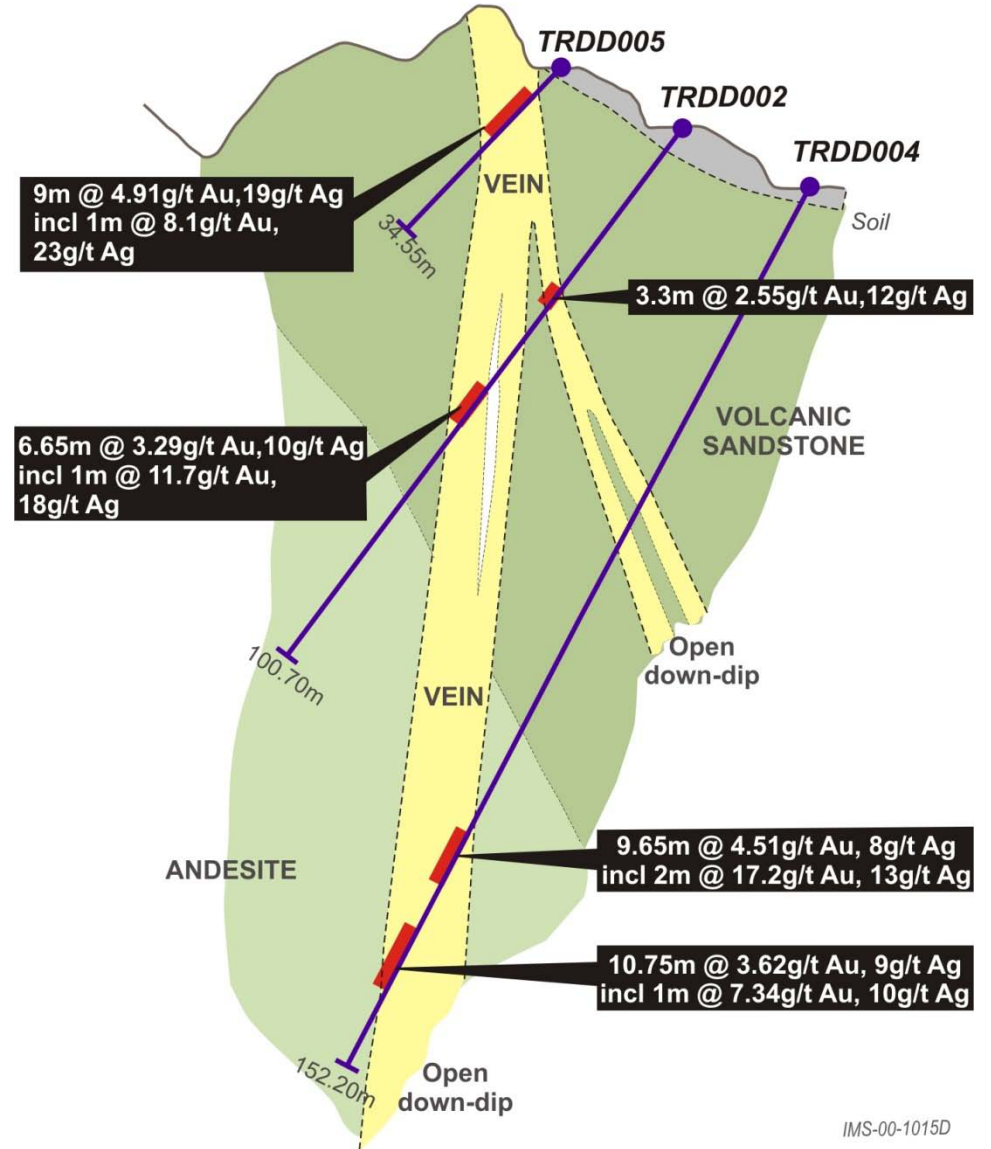 TRDD005
TRDD002
TRDD004
VEIN
9m @ 4.91g/t Au,19g/t Ag
incl 1m @ 8.1g/t Au,
23g/t Ag
34.55m
Soil
3.3m @ 2.55g/t Au,12g/t Ag
VOLCANIC
SANDSTONE
6.65m @ 3.29g/t Au,10g/t Ag
incl 1m @ 11.7g/t Au,
18g/t Ag
100.70m
Open
down-dip
VEIN
ANDESITE
9.65m @ 4.51g/t Au, 8g/t Ag
incl 2m @ 17.2g/t Au, 13g/t Ag
10.75m @ 3.62g/t Au, 9g/t Ag
incl 1m @ 7.34g/t Au, 10g/t Ag
152.20m
Open
down-dip
IMS-00-1015D